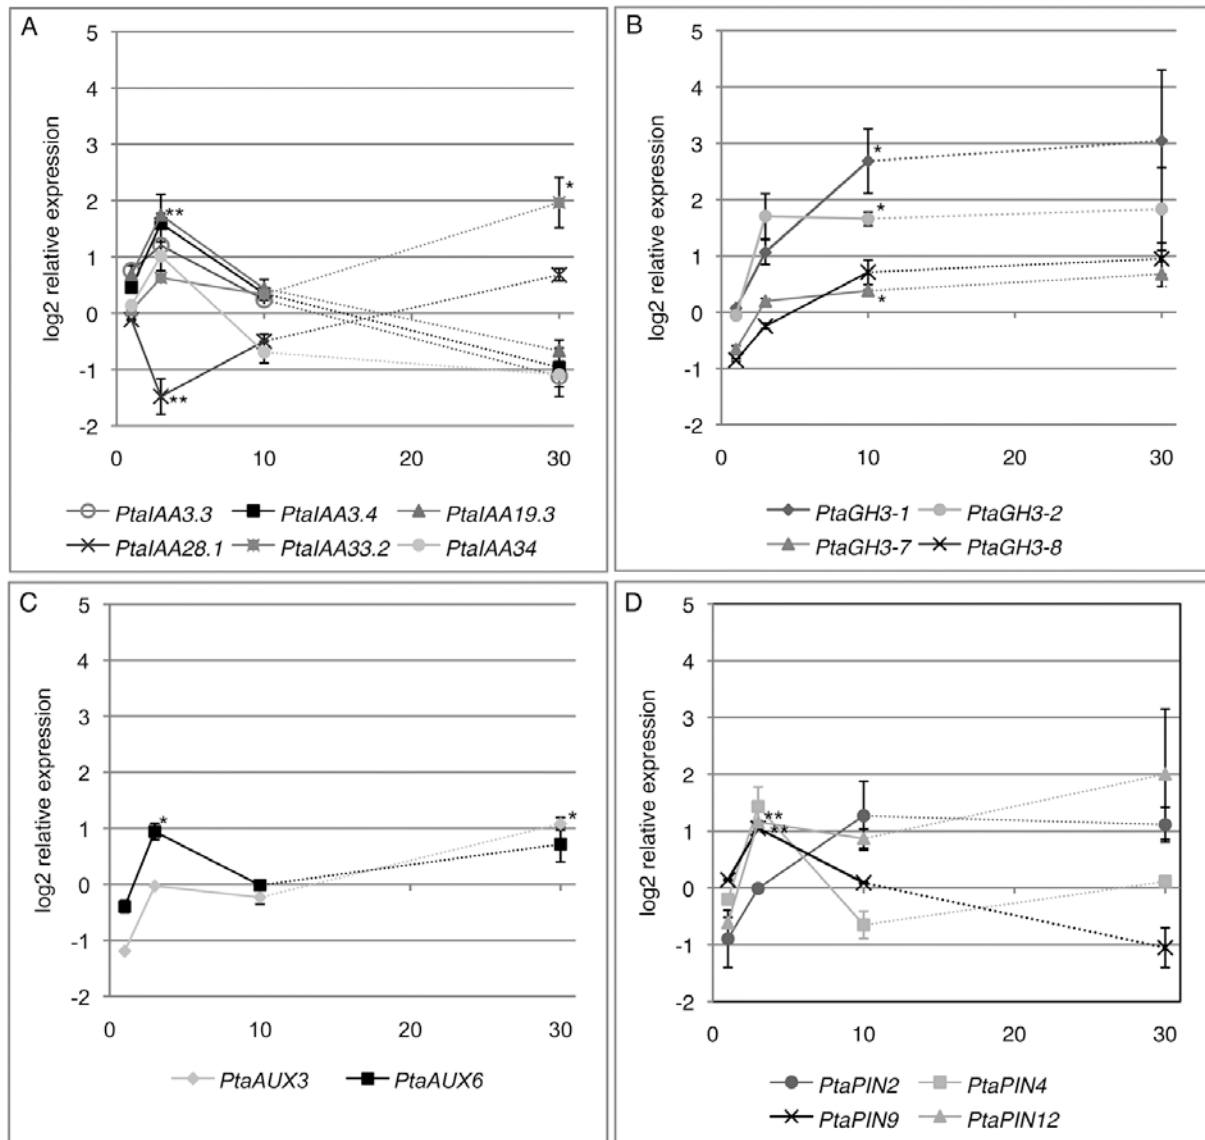 A
5
4
3
2
1
0
-1
-2
log2 relative expression
**
**
*
0 10 20 30
PtaIAA3.3 PtaIAA3.4 PtaIAA19.3
PtaIAA28.1 PtaIAA33.2 PtaIAA34
B
5
4
3
2
1
0
-1
-2
log2 relative expression
*
*
*
0 10 20 30
PtaGH3-1 PtaGH3-2
PtaGH3-7 PtaGH3-8
C
5
4
3
2
1
0
-1
-2
log2 relative expression
*
*
0 10 20 30
PtaAUX3 PtaAUX6
D
5
4
3
2
1
0
-1
-2
log2 relative expression
**
**
0 10 20 30
PtaPIN2 PtaPIN4
PtaPIN9 PtaPIN12